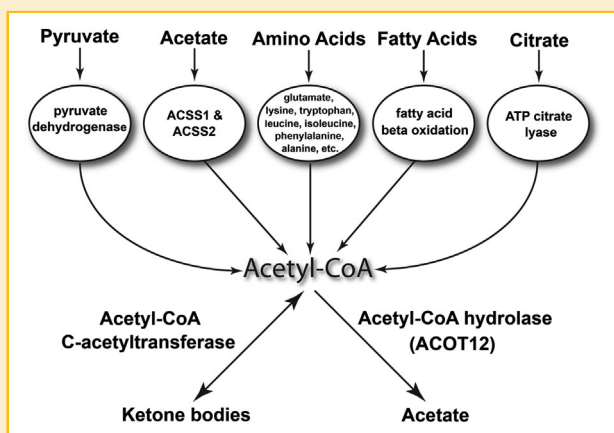 Pyruvate
Acetate
Amino Acids
Fatty Acids
Citrate
pyruvate
dehydrogenase
ACSS1 &
ACSS2
glutamate,
lysine, tryptophan,
leucine, isoleucine,
phenylalanine,
alanine, etc.
fatty acid
beta oxidation
ATP citrate
lyase
Acetyl-CoA
Acetyl-CoA
C-acetyltransferase
Acetyl-CoA hydrolase
(ACOT12)
Ketone bodies
Acetate